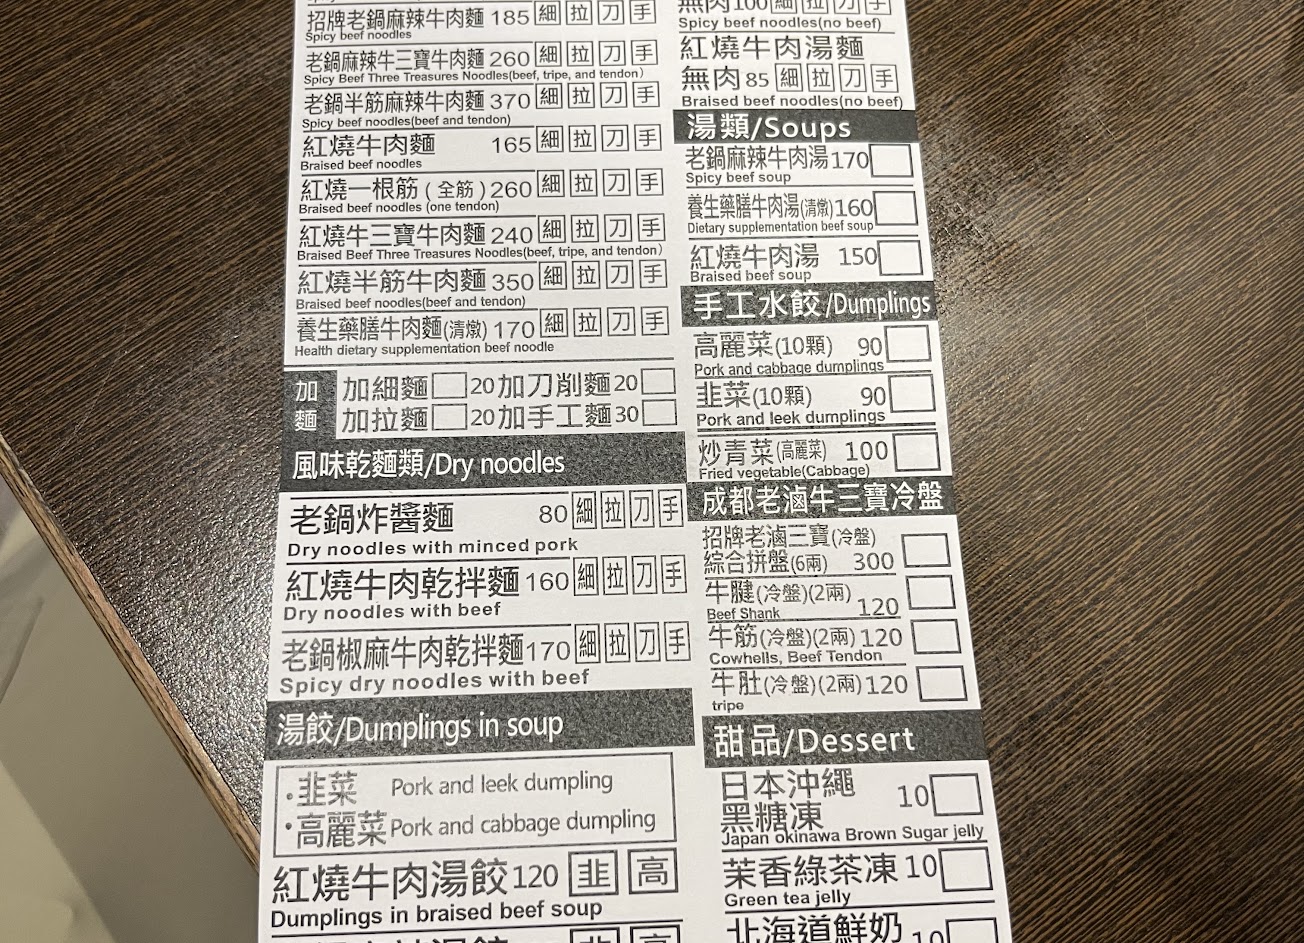 招牌老鍋麻辣牛肉麵 185 細 拉 刀 手
Spicy beef noodles
老鍋麻辣牛三寶牛肉麵 260 細 拉 刀 手
Spicy Beef Three Treasures Noodles(beef, tripe, and tendon)
老鍋半筋麻辣牛肉麵 370 細 拉 刀 手
Spicy beef noodles(beef and tendon)
紅燒牛肉麵 165 細 拉 刀 手
Braised beef noodles
紅燒一根筋 ( 全筋 ) 260 細 拉 刀 手
Braised beef noodles (one tendon)
紅燒牛三寶牛肉麵 240 細 拉 刀 手
Braised Beef Three Treasures Noodles(beef, tripe, and tendon)
紅燒半筋牛肉麵 350 細 拉 刀 手
Braised beef noodles(beef and tendon)
養生藥膳牛肉麵(清燉) 170 細 拉 刀 手
Health dietary supplementation beef noodle
加麵
加細麵 20 加刀削麵 20
加拉麵 20 加手工麵 30
風味乾麵類/Dry noodles
老鍋炸醬麵 80 細 拉 刀 手
Dry noodles with minced pork
紅燒牛肉乾拌麵 160 細 拉 刀 手
Dry noodles with beef
老鍋椒麻牛肉乾拌麵 170 細 拉 刀 手
Spicy dry noodles with beef
湯餃/Dumplings in soup
·韭菜 Pork and leek dumpling
·高麗菜 Pork and cabbage dumpling
紅燒牛肉湯餃 120 韭 高
Dumplings in braised beef soup
無肉 100 細 拉 刀 手
Spicy beef noodles(no beef)
紅燒牛肉湯麵
無肉 85 細 拉 刀 手
Braised beef noodles(no beef)
湯類/Soups
老鍋麻辣牛肉湯 170
Spicy beef soup
養生藥膳牛肉湯(清燉) 160
Dietary supplementation beef soup
紅燒牛肉湯 150
Braised beef soup
手工水餃/Dumplings
高麗菜(10顆) 90
Pork and cabbage dumplings
韭菜(10顆) 90
Pork and leek dumplings
炒青菜(高麗菜) 100
Fried vegetable(Cabbage)
成都老滷牛三寶冷盤
招牌老滷三寶(冷盤)
綜合拼盤(6兩) 300
牛腱(冷盤)(2兩) 120
Beef Shank
牛筋(冷盤)(2兩) 120
Cowhells, Beef Tendon
牛肚(冷盤)(2兩) 120
tripe
甜品/Dessert
日本沖繩
黑糖凍 10
Japan okinawa Brown Sugar jelly
茉香綠茶凍 10
Green tea jelly
北海道鮮奶 10